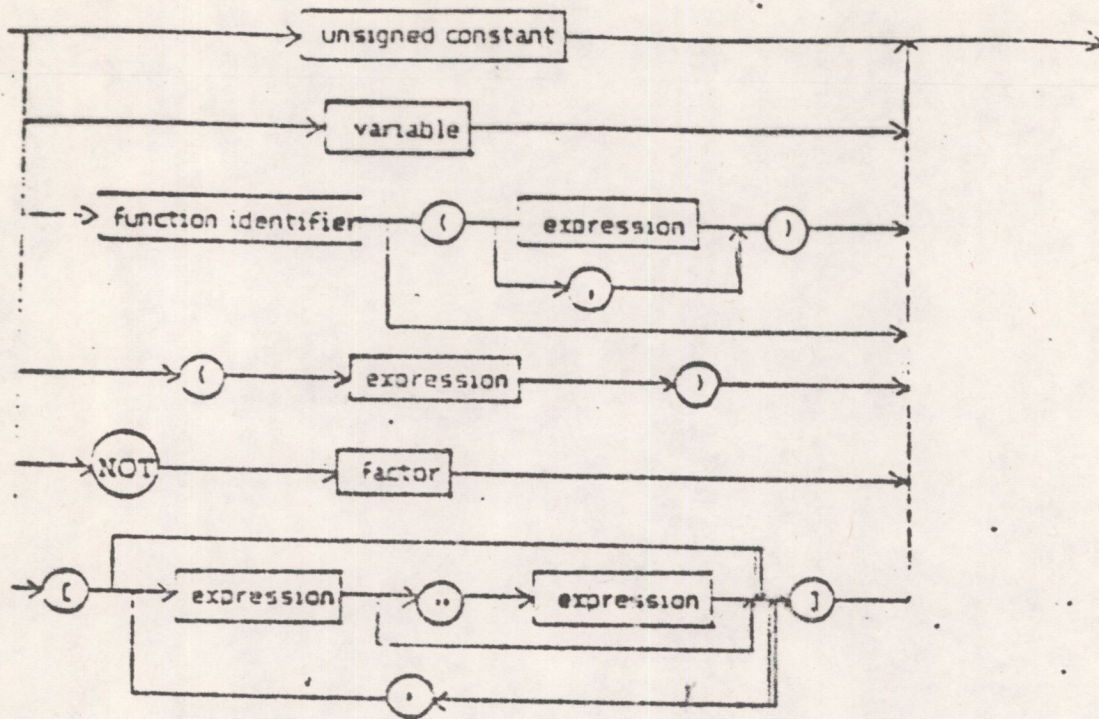 unsigned constant
variable
function identifier ( expression )
,
( expression )
NOT factor
[ expression .. expression ]
,